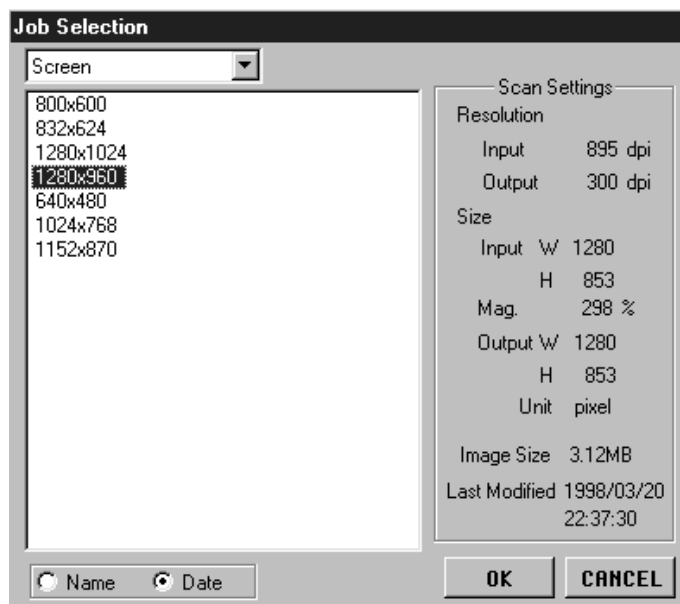 Job Selection
Screen
800x600
832x624
1280x1024
1280x960
640x480
1024x768
1152x870
Name
Date
Scan Settings
Resolution
Input 895 dpi
Output 300 dpi
Size
Input W 1280
H 853
Mag. 298 %
Output W 1280
H 853
Unit pixel
Image Size 3.12MB
Last Modified 1998/03/20
22:37:30
OK
CANCEL